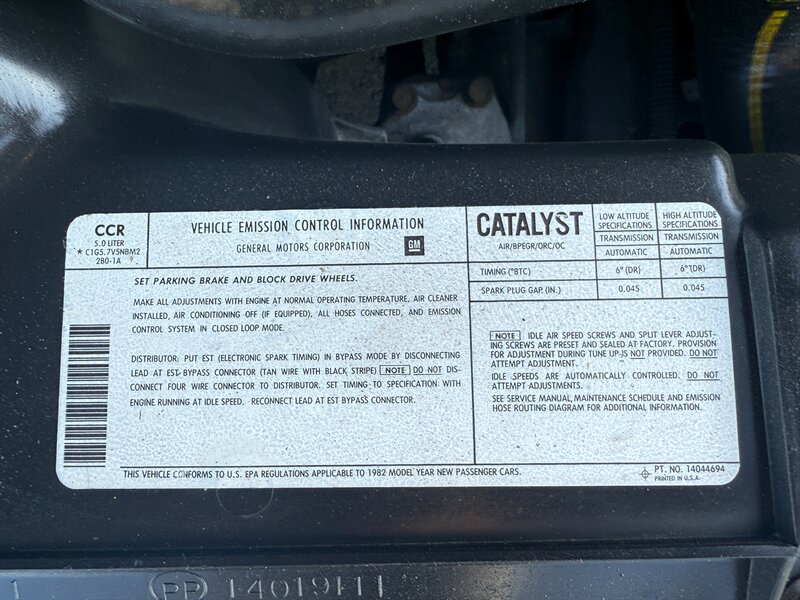 CCR
5.0 LITER
* C1G5.7V5NBM2
2B0-1A
VEHICLE EMISSION CONTROL INFORMATION
GENERAL MOTORS CORPORATION
GM
CATALYST
AIR/BPEGR/ORC/OC
LOW ALTITUDE SPECIFICATIONS
HIGH ALTITUDE SPECIFICATIONS
TRANSMISSION
TRANSMISSION
AUTOMATIC
AUTOMATIC
TIMING (°BTC) 6° (DR) 6° (DR)
SPARK PLUG GAP (IN.) 0.045 0.045
SET PARKING BRAKE AND BLOCK DRIVE WHEELS.
MAKE ALL ADJUSTMENTS WITH ENGINE AT NORMAL OPERATING TEMPERATURE, AIR CLEANER
INSTALLED, AIR CONDITIONING OFF (IF EQUIPPED), ALL HOSES CONNECTED, AND EMISSION
CONTROL SYSTEM IN CLOSED LOOP MODE.
DISTRIBUTOR: PUT EST (ELECTRONIC SPARK TIMING) IN BYPASS MODE BY DISCONNECTING
LEAD AT EST BYPASS CONNECTOR (TAN WIRE WITH BLACK STRIPE) NOTE DO NOT DIS-
CONNECT FOUR WIRE CONNECTOR TO DISTRIBUTOR. SET TIMING TO SPECIFICATION WITH
ENGINE RUNNING AT IDLE SPEED. RECONNECT LEAD AT EST BYPASS CONNECTOR.
NOTE IDLE AIR SPEED SCREWS AND SPLIT LEVER ADJUST-
ING SCREWS ARE PRESET AND SEALED AT FACTORY. PROVISION
FOR ADJUSTMENT DURING TUNE UP IS NOT PROVIDED. DO NOT
ATTEMPT ADJUSTMENT.
IDLE SPEEDS ARE AUTOMATICALLY CONTROLLED. DO NOT
ATTEMPT ADJUSTMENTS.
SEE SERVICE MANUAL, MAINTENANCE SCHEDULE AND EMISSION
HOSE ROUTING DIAGRAM FOR ADDITIONAL INFORMATION.
THIS VEHICLE CONFORMS TO U.S. EPA REGULATIONS APPLICABLE TO 1982 MODEL YEAR NEW PASSENGER CARS.
PT. NO. 14044694
PRINTED IN U.S.A.
1 PP